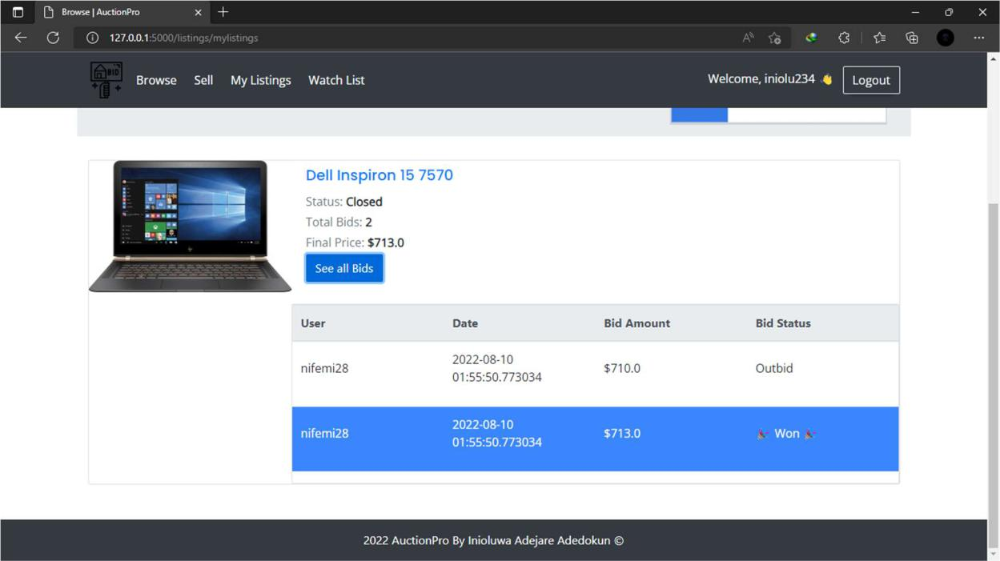 Browse | AuctionPro
127.0.0.1:5000/listings/mylistings
BID
Browse Sell My Listings Watch List
Welcome, iniolu234 👋 Logout
Dell Inspiron 15 7570
Status: Closed
Total Bids: 2
Final Price: $713.0
See all Bids
User Date Bid Amount Bid Status
nifemi28 2022-08-10 01:55:50.773034 $710.0 Outbid
nifemi28 2022-08-10 01:55:50.773034 $713.0 🎉 Won 🎉
2022 AuctionPro By Inioluwa Adejare Adedokun ©